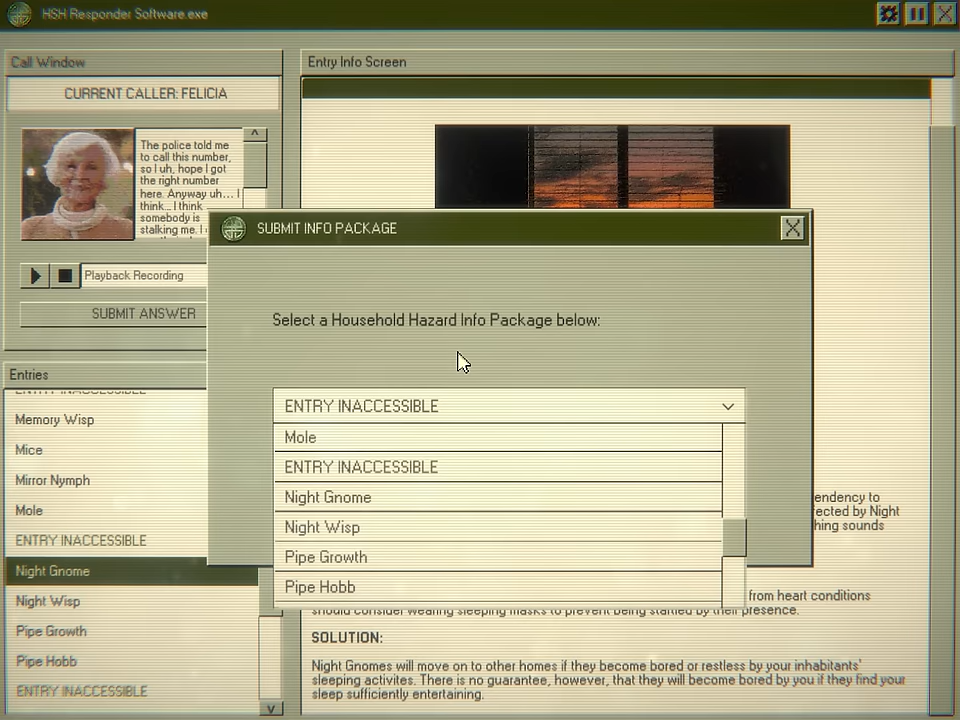 HSH Responder Software.exe
Call Window
CURRENT CALLER: FELICIA
The police told me
to call this number,
so I uh, hope I got
the right number
here. Anyway uh... I
think... I think
somebody is
stalking me. I
Playback Recording
SUBMIT ANSWER
Entries
ENTRY INACCESSIBLE
Memory Wisp
Mice
Mirror Nymph
Mole
ENTRY INACCESSIBLE
Night Gnome
Night Wisp
Pipe Growth
Pipe Hobb
ENTRY INACCESSIBLE
Entry Info Screen
SUBMIT INFO PACKAGE
Select a Household Hazard Info Package below:
ENTRY INACCESSIBLE
Mole
ENTRY INACCESSIBLE
Night Gnome
Night Wisp
Pipe Growth
Pipe Hobb
endency to
fected by Night
hing sounds
from heart conditions
should consider wearing sleeping masks to prevent being startled by their presence.
SOLUTION:
Night Gnomes will move on to other homes if they become bored or restless by your inhabitants'
sleeping activites. There is no guarantee, however, that they will become bored by you if they find your
sleep sufficiently entertaining.